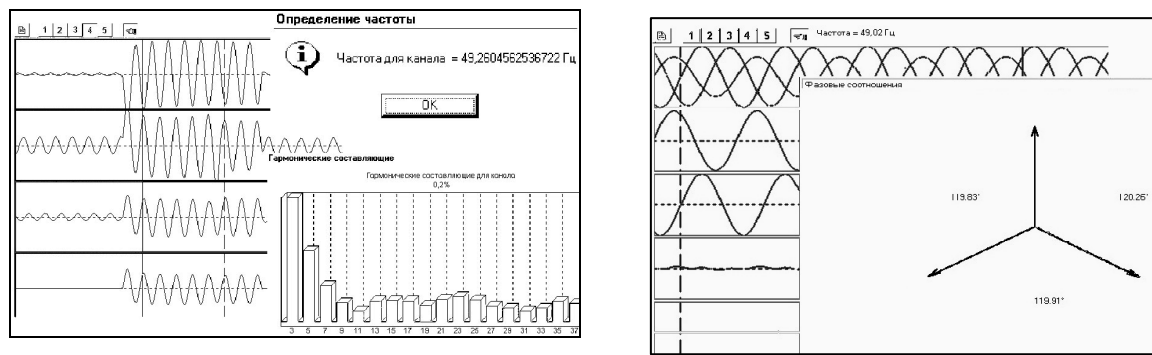 Определение частоты
1 2 3 4 5
Частота для канала = 49,2604562536722 Гц
OK
Гармонические составляющие
Гармонические составляющие для канала
0,2%
3 5 7 9 11 13 15 17 19 21 23 25 27 29 31 33 35 37
1 2 3 4 5
Частота = 49,02 Гц
Фазовые соотношения
119.83°
120.26°
119.91°